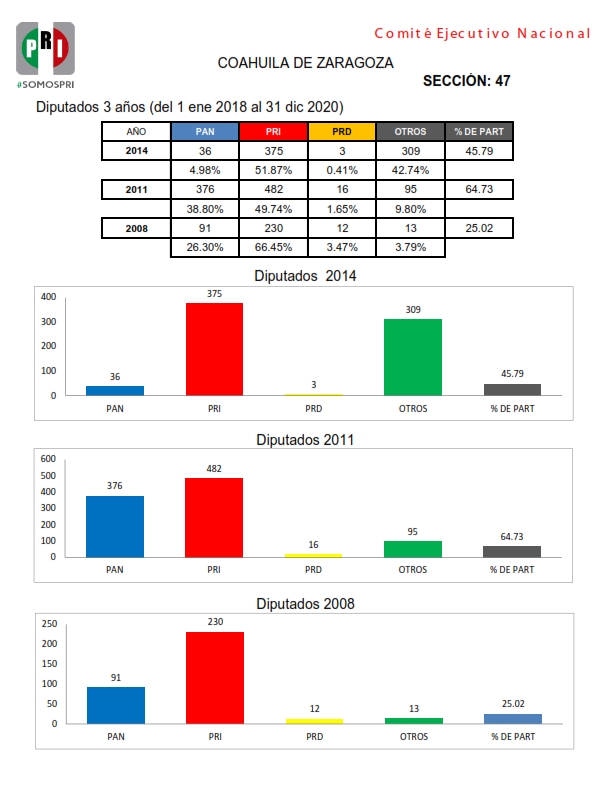 Comité Ejecutivo Nacional
PRI
#SOMOSPRI
COAHUILA DE ZARAGOZA
SECCIÓN: 47
Diputados 3 años (del 1 ene 2018 al 31 dic 2020)
AÑO PAN PRI PRD OTROS % DE PART
2014 36 375 3 309 45.79
4.98% 51.87% 0.41% 42.74%
2011 376 482 16 95 64.73
38.80% 49.74% 1.65% 9.80%
2008 91 230 12 13 25.02
26.30% 66.45% 3.47% 3.79%
Diputados 2014
400
300
200
100
0
36 375 3 309 45.79
PAN PRI PRD OTROS % DE PART
Diputados 2011
600
500
400
300
200
100
0
376 482 16 95 64.73
PAN PRI PRD OTROS % DE PART
Diputados 2008
250
200
150
100
50
0
91 230 12 13 25.02
PAN PRI PRD OTROS % DE PART